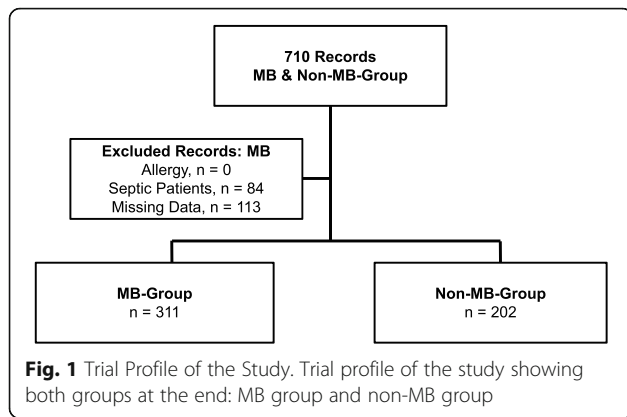 710 Records
MB & Non-MB-Group
Excluded Records: MB
Allergy, n = 0
Septic Patients, n = 84
Missing Data, n = 113
MB-Group
n = 311
Non-MB-Group
n = 202
Fig. 1 Trial Profile of the Study. Trial profile of the study showing
both groups at the end: MB group and non-MB group